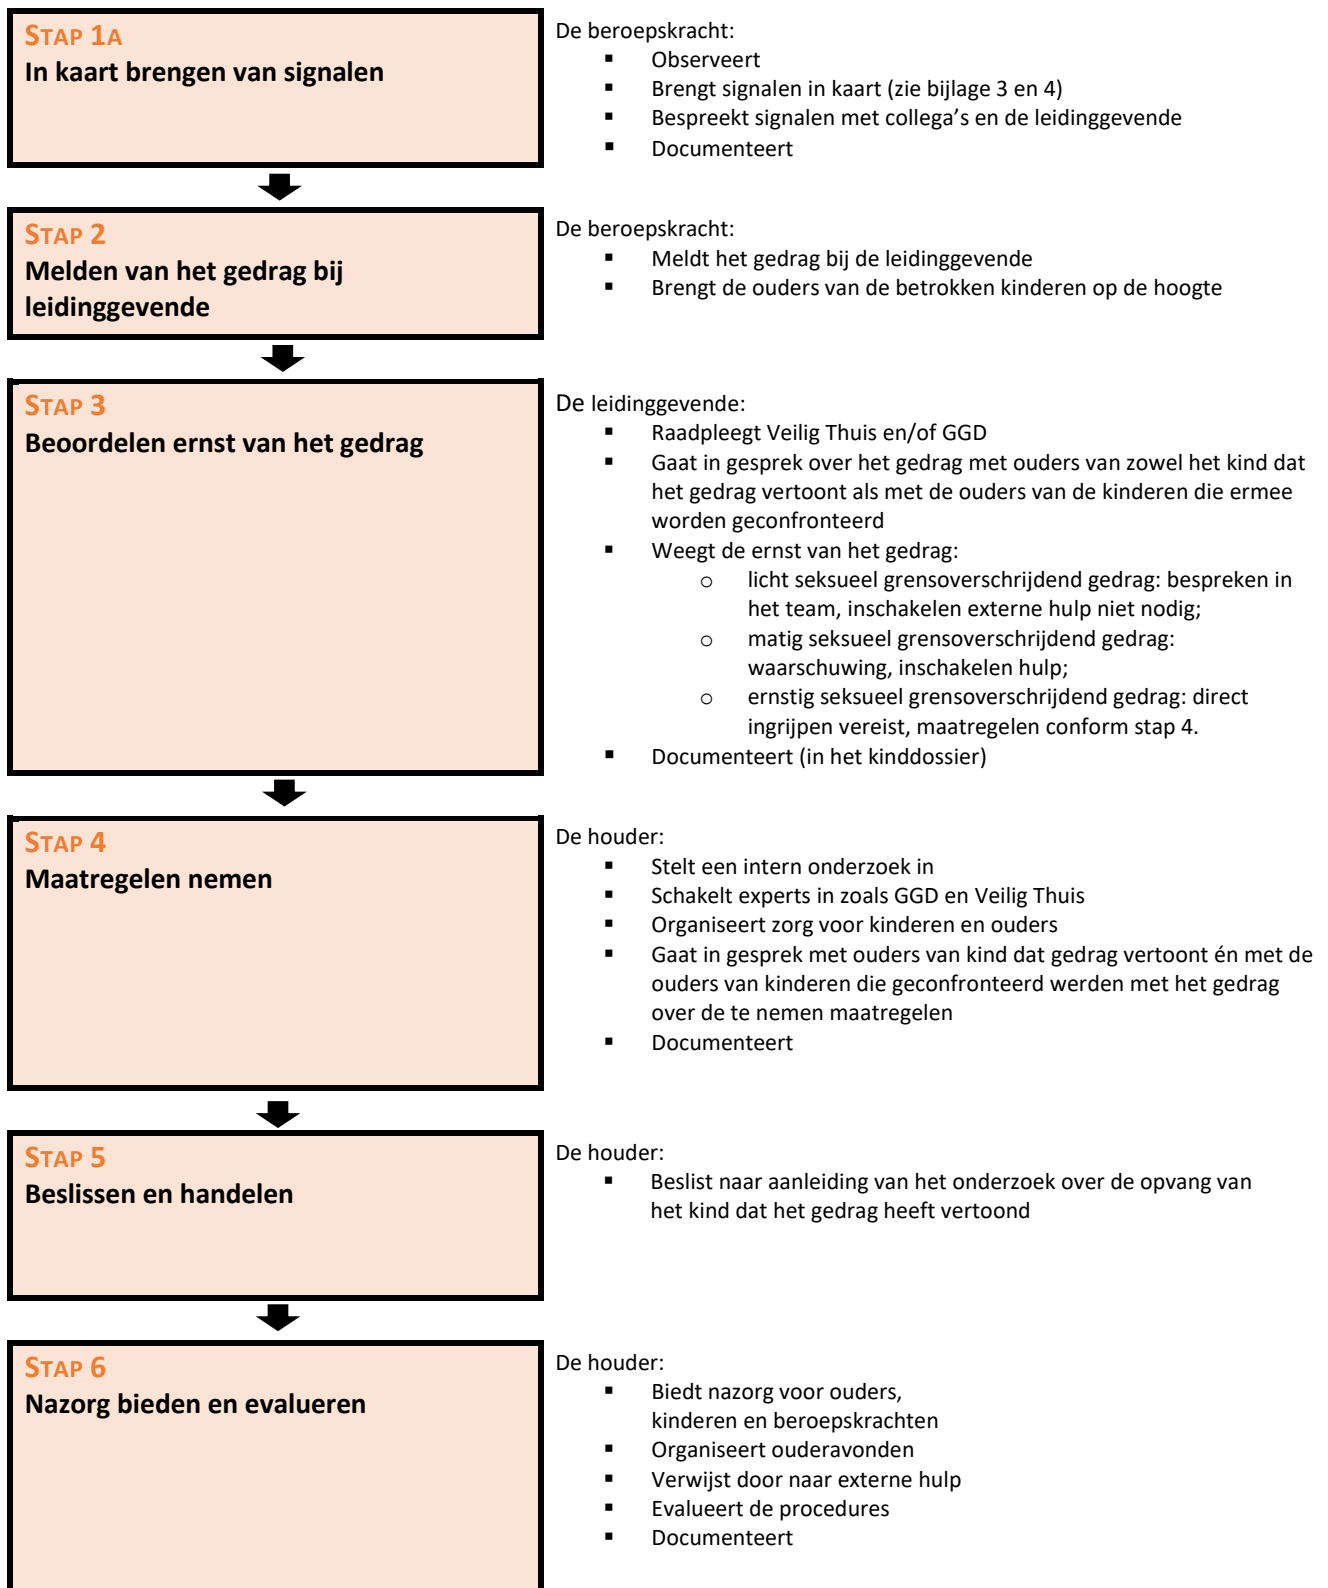 STAP 1A
In kaart brengen van signalen
De beroepskracht:
▪ Observeert
▪ Brengt signalen in kaart (zie bijlage 3 en 4)
▪ Bespreekt signalen met collega’s en de leidinggevende
▪ Documenteert
STAP 2
Melden van het gedrag bij
leidinggevende
De beroepskracht:
▪ Meldt het gedrag bij de leidinggevende
▪ Brengt de ouders van de betrokken kinderen op de hoogte
STAP 3
Beoordelen ernst van het gedrag
De leidinggevende:
▪ Raadpleegt Veilig Thuis en/of GGD
▪ Gaat in gesprek over het gedrag met ouders van zowel het kind dat
het gedrag vertoont als met de ouders van de kinderen die ermee
worden geconfronteerd
▪ Weegt de ernst van het gedrag:
o licht seksueel grensoverschrijdend gedrag: bespreken in
het team, inschakelen externe hulp niet nodig;
o matig seksueel grensoverschrijdend gedrag:
waarschuwing, inschakelen hulp;
o ernstig seksueel grensoverschrijdend gedrag: direct
ingrijpen vereist, maatregelen conform stap 4.
▪ Documenteert (in het kinddossier)
STAP 4
Maatregelen nemen
De houder:
▪ Stelt een intern onderzoek in
▪ Schakelt experts in zoals GGD en Veilig Thuis
▪ Organiseert zorg voor kinderen en ouders
▪ Gaat in gesprek met ouders van kind dat gedrag vertoont én met de
ouders van kinderen die geconfronteerd werden met het gedrag
over de te nemen maatregelen
▪ Documenteert
STAP 5
Beslissen en handelen
De houder:
▪ Beslist naar aanleiding van het onderzoek over de opvang van
het kind dat het gedrag heeft vertoond
STAP 6
Nazorg bieden en evalueren
De houder:
▪ Biedt nazorg voor ouders,
kinderen en beroepskrachten
▪ Organiseert ouderavonden
▪ Verwijst door naar externe hulp
▪ Evalueert de procedures
▪ Documenteert